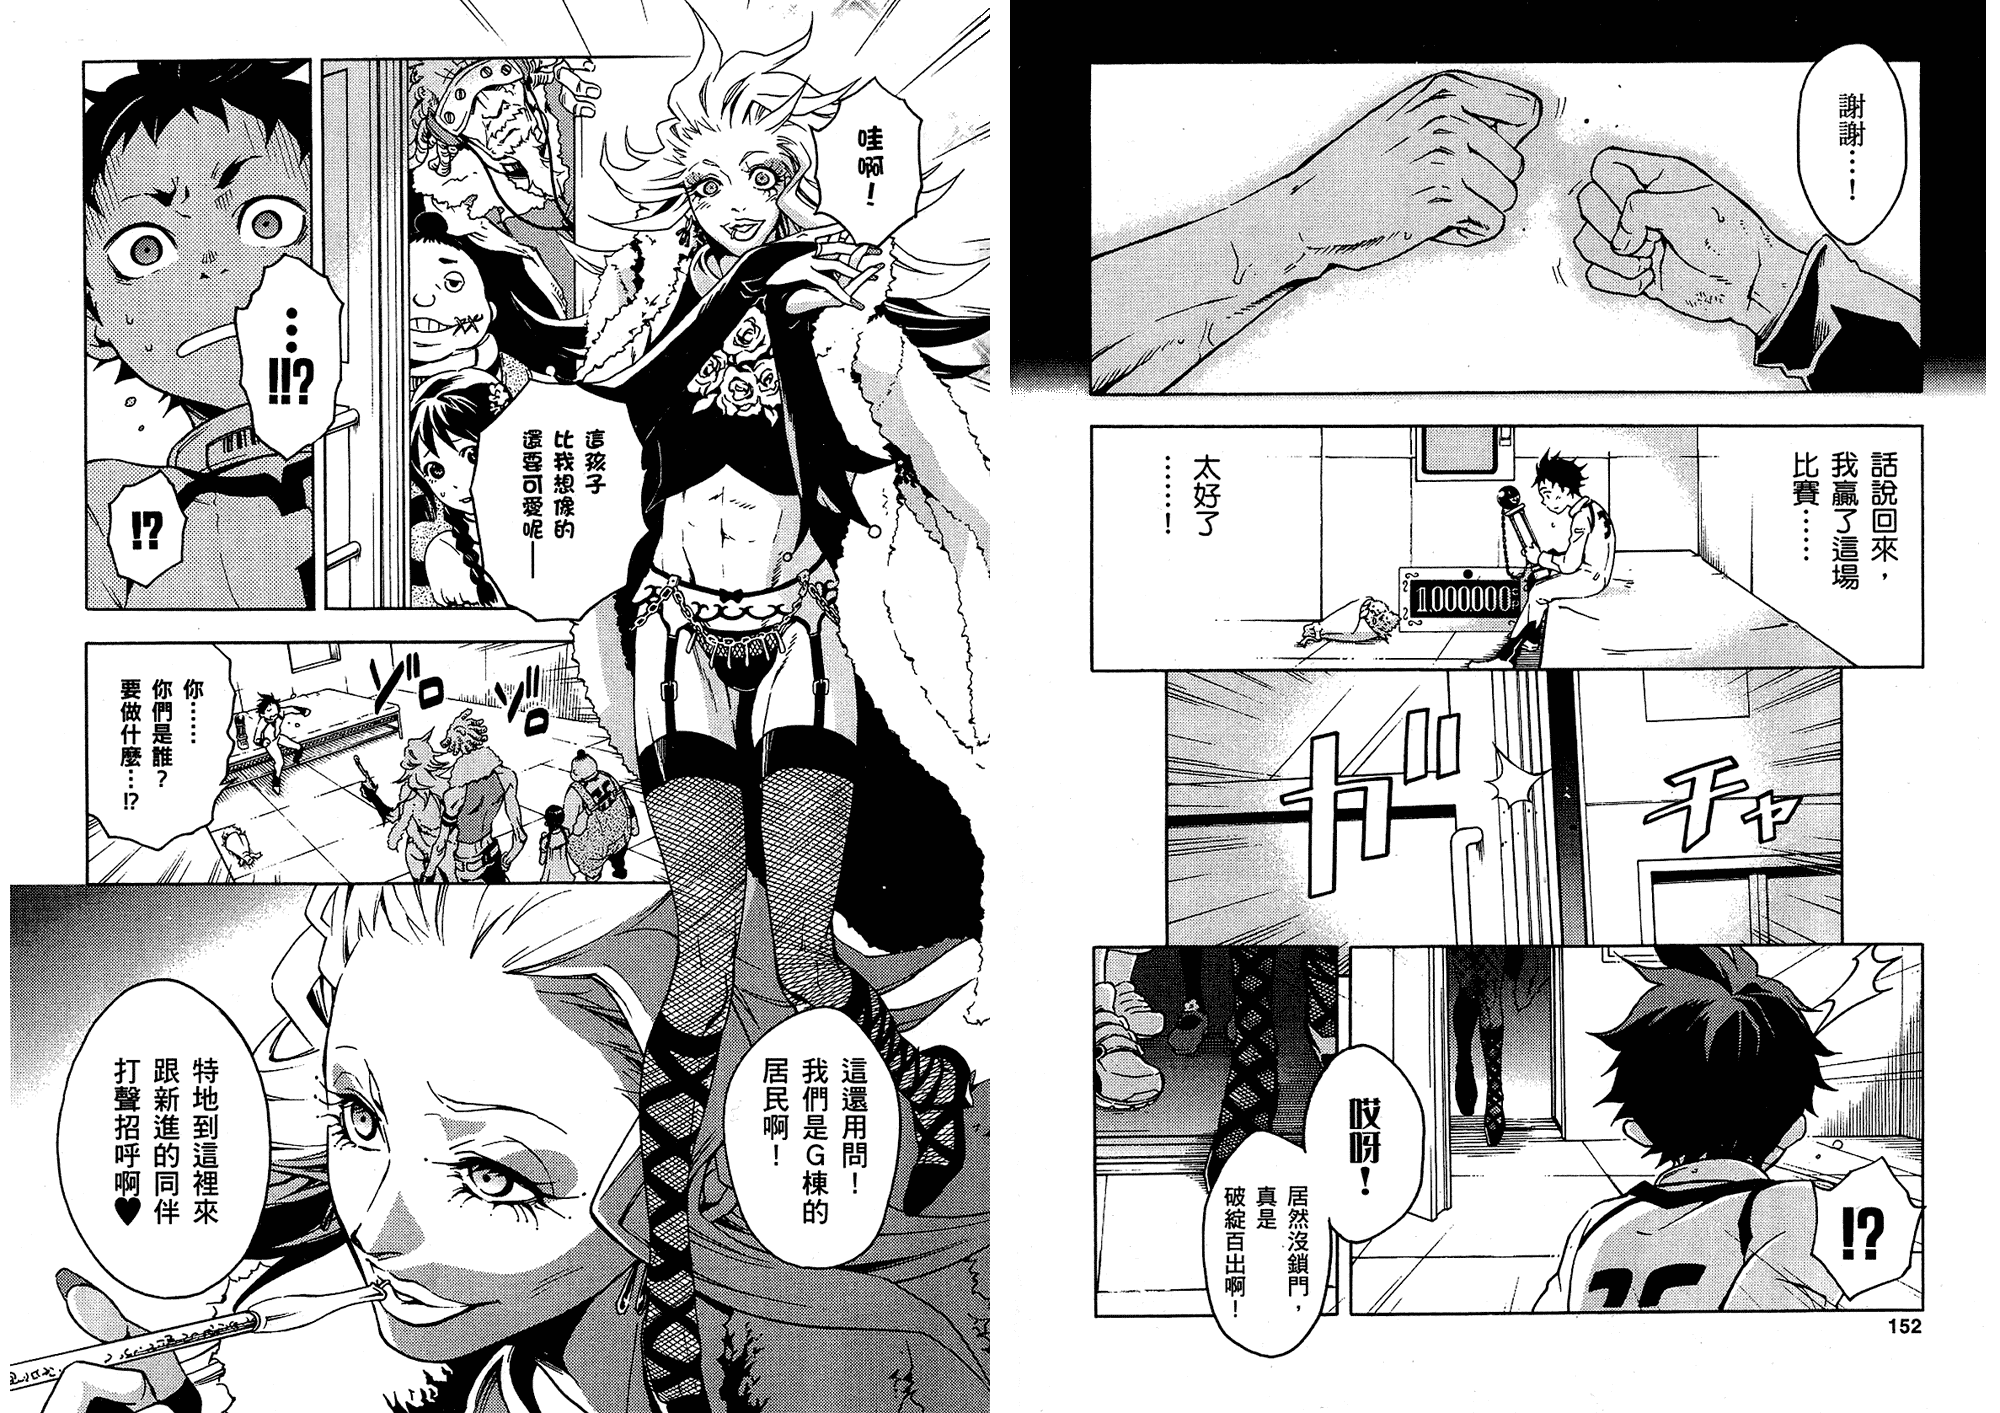 謝謝⋯!
話說回來，
我贏了這場
比賽⋯⋯
太好了
⋯⋯!
1,000,000
ガ
チャ
!?
哎呀!
居然沒鎖門，
真是
破綻百出啊!
152
哇啊!
這孩子
比我想像的
還要可愛呢——
⋯!!?
!?
ゾロ
ゾロ
你⋯⋯
你們是誰？
要做什麼⋯!?
這還用問!
我們是G棟的
居民啊!
特地到這裡來
跟新進的同伴
打聲招呼啊♥